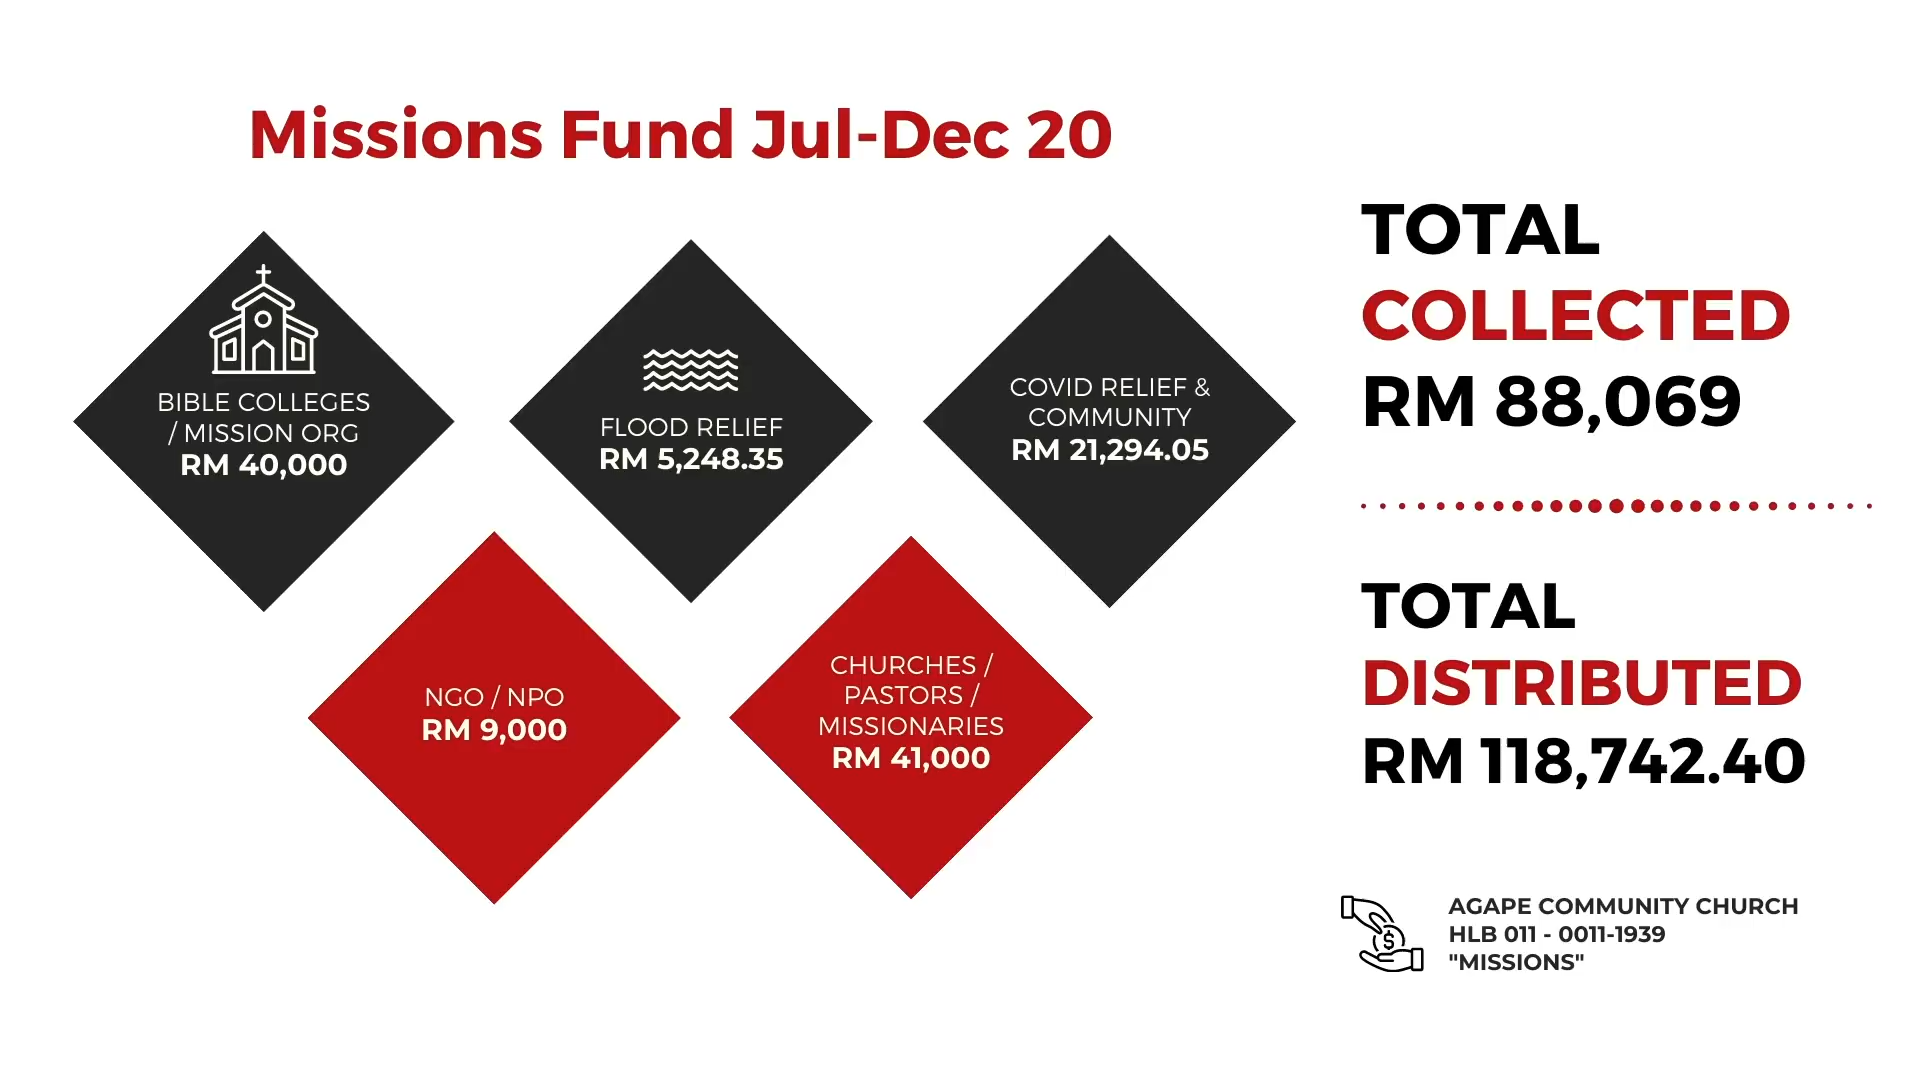 Missions Fund Jul-Dec 20
BIBLE COLLEGES
/ MISSION ORG
RM 40,000
FLOOD RELIEF
RM 5,248.35
COVID RELIEF &
COMMUNITY
RM 21,294.05
NGO / NPO
RM 9,000
CHURCHES /
PASTORS /
MISSIONARIES
RM 41,000
TOTAL
COLLECTED
RM 88,069
TOTAL
DISTRIBUTED
RM 118,742.40
$
AGAPE COMMUNITY CHURCH
HLB 011 - 0011-1939
"MISSIONS"